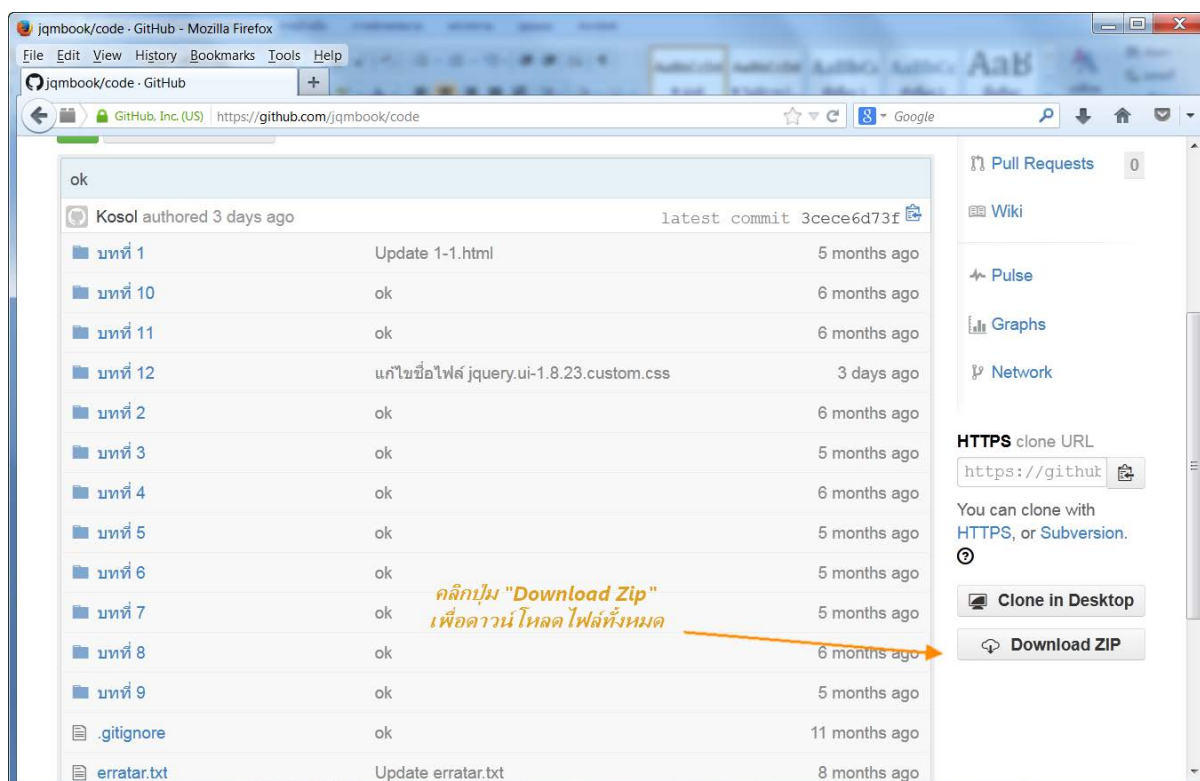 jqmbook/code · GitHub - Mozilla Firefox
File Edit View History Bookmarks Tools Help
jqmbook/code · GitHub +
GitHub, Inc. (US) https://github.com/jqmbook/code Google
ok
Kosol authored 3 days ago latest commit 3cece6d73f
บทที่ 1 Update 1-1.html 5 months ago
บทที่ 10 ok 6 months ago
บทที่ 11 ok 6 months ago
บทที่ 12 แก้ไขชื่อไฟล์ jquery.ui-1.8.23.custom.css 3 days ago
บทที่ 2 ok 6 months ago
บทที่ 3 ok 5 months ago
บทที่ 4 ok 6 months ago
บทที่ 5 ok 5 months ago
บทที่ 6 ok 5 months ago
บทที่ 7 ok 5 months ago
บทที่ 8 ok 6 months ago
บทที่ 9 ok 5 months ago
.gitignore ok 11 months ago
erratar.txt Update erratar.txt 8 months ago
คลิกปุ่ม "Download Zip"
เพื่อดาวน์โหลดไฟล์ทั้งหมด
Pull Requests 0
Wiki
Pulse
Graphs
Network
HTTPS clone URL
https://githu
You can clone with
HTTPS, or Subversion.
Clone in Desktop
Download ZIP